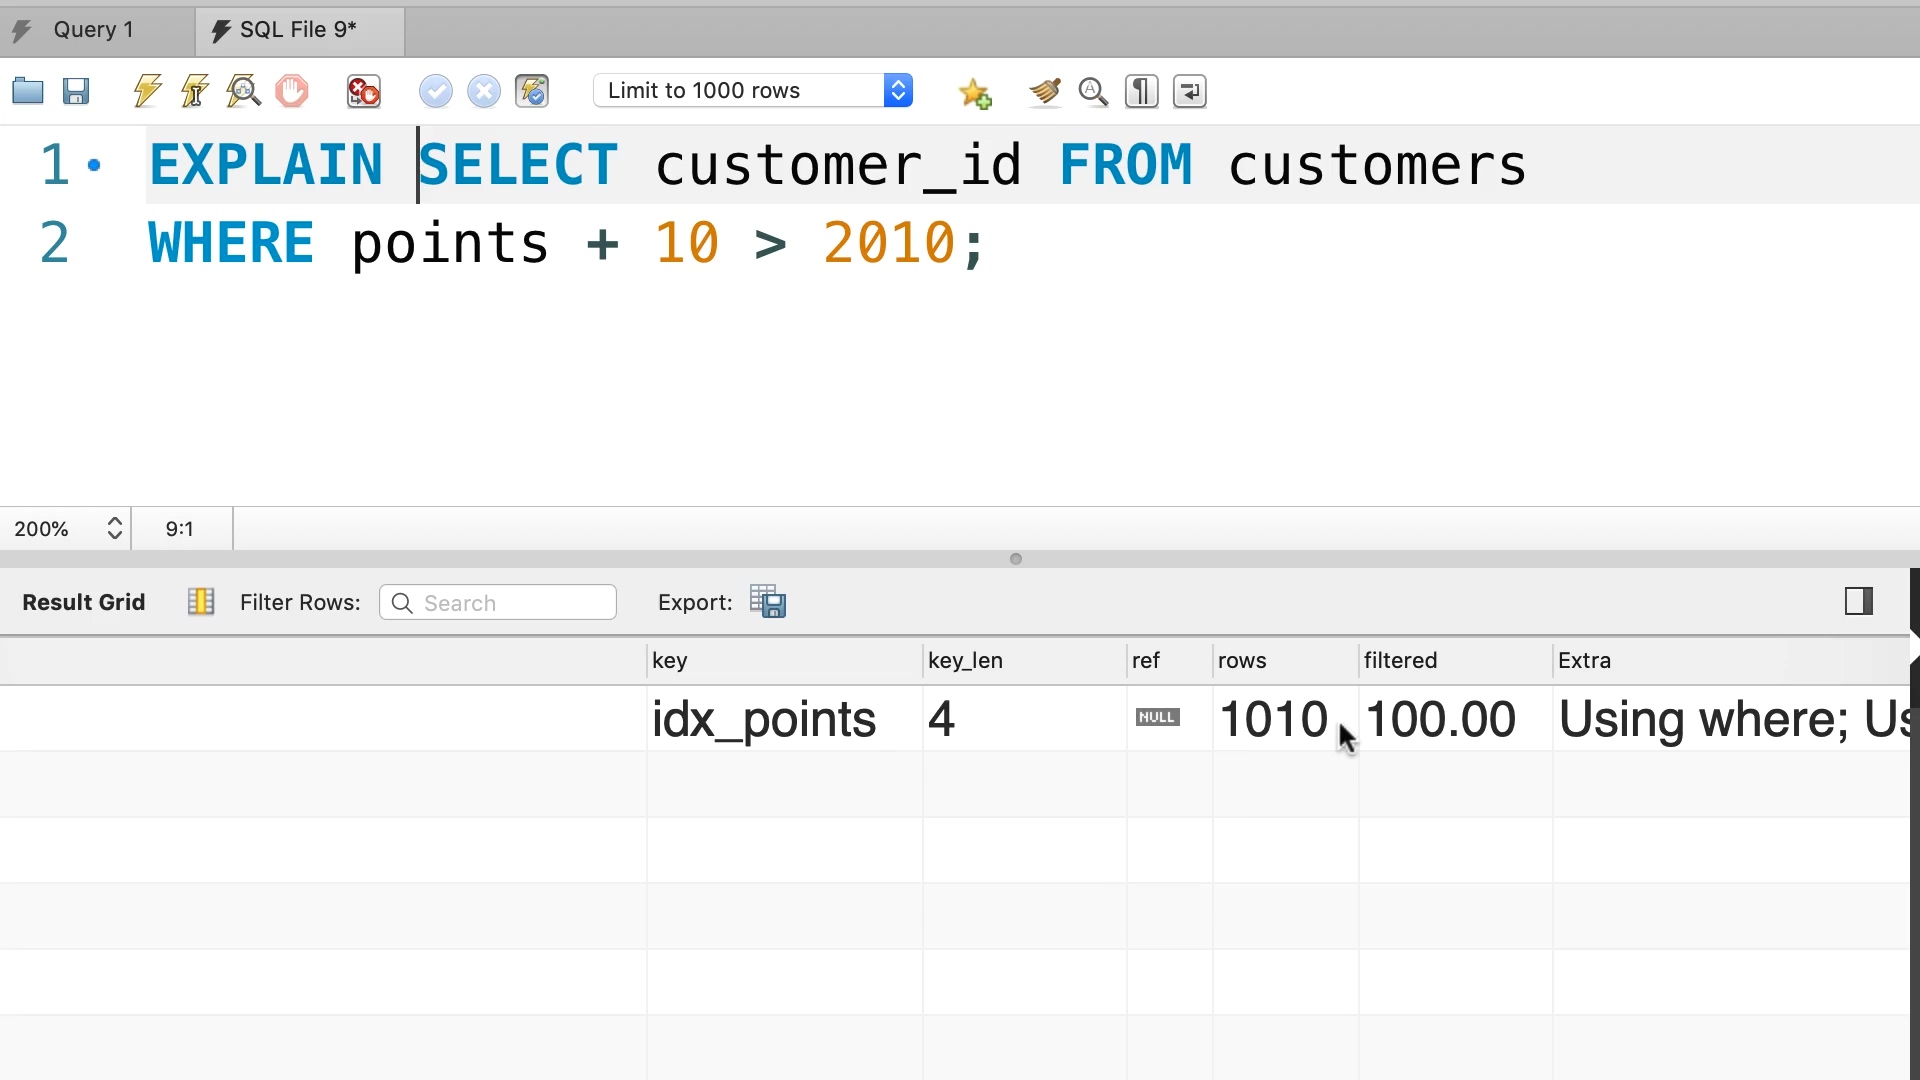 Query 1
SQL File 9*
Limit to 1000 rows
1 EXPLAIN SELECT customer_id FROM customers
2 WHERE points + 10 > 2010;
200%
9:1
Result Grid
Filter Rows:
Search
Export:
key key_len ref rows filtered Extra
idx_points 4 NULL 1010 100.00 Using where; Us